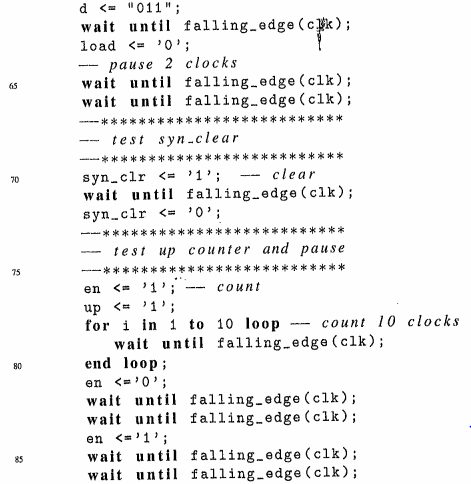 d <= "011";
wait until falling_edge(clk);
load <= '0';
-- pause 2 clocks
65 wait until falling_edge(clk);
wait until falling_edge(clk);
--*************************
-- test syn_clear
--*************************
70 syn_clr <= '1'; -- clear
wait until falling_edge(clk);
syn_clr <= '0';
--*************************
-- test up counter and pause
75 --*************************
en <= '1'; -- count
up <= '1';
for i in 1 to 10 loop -- count 10 clocks
wait until falling_edge(clk);
80 end loop;
en <='0';
wait until falling_edge(clk);
wait until falling_edge(clk);
en <='1';
85 wait until falling_edge(clk);
wait until falling_edge(clk);